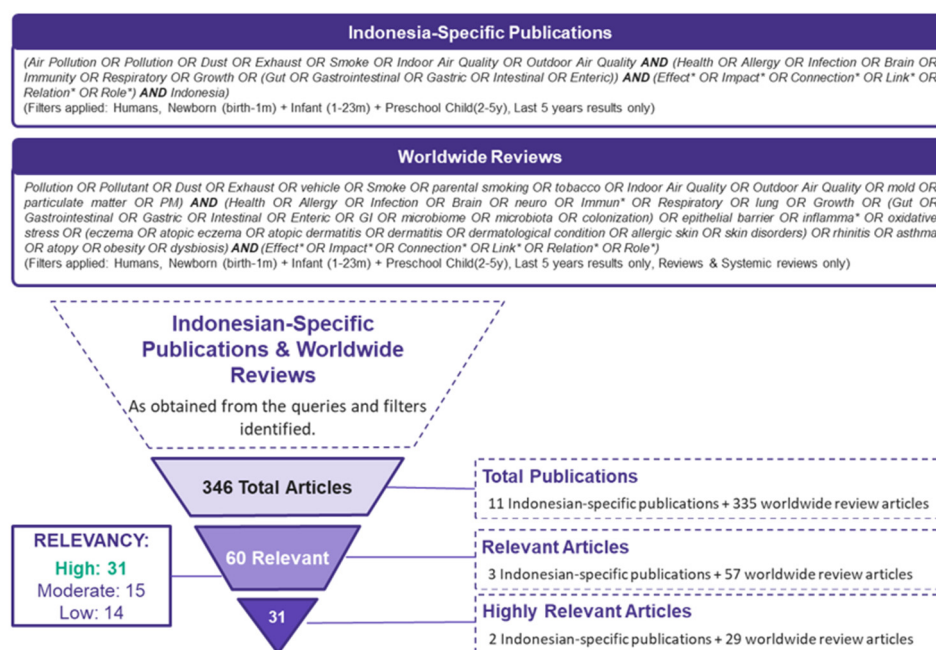 Indonesia-Specific Publications
(Air Pollution OR Pollution OR Dust OR Exhaust OR Smoke OR Indoor Air Quality OR Outdoor Air Quality AND (Health OR Allergy OR Infection OR Brain OR
Immunity OR Respiratory OR Growth OR (Gut OR Gastrointestinal OR Gastric OR Intestinal OR Enteric)) AND (Effect* OR Impact* OR Connection* OR Link* OR
Relation* OR Role*) AND Indonesia)
(Filters applied: Humans, Newborn (birth-1m) + Infant (1-23m) + Preschool Child(2-5y), Last 5 years results only)
Worldwide Reviews
Pollution OR Pollutant OR Dust OR Exhaust OR vehicle OR Smoke OR parental smoking OR tobacco OR Indoor Air Quality OR Outdoor Air Quality OR mold OR
particulate matter OR PM) AND (Health OR Allergy OR Infection OR Brain OR neuro OR Immun* OR Respiratory OR lung OR Growth OR (Gut OR
Gastrointestinal OR Gastric OR Intestinal OR Enteric OR GI OR microbiome OR microbiota OR colonization) OR epithelial barrier OR inflamma* OR oxidative
stress OR (eczema OR atopic eczema OR atopic dermatitis OR dermatitis OR dermatological condition OR allergic skin OR skin disorders) OR rhinitis OR asthma
OR atopy OR obesity OR dysbiosis) AND (Effect* OR Impact* OR Connection* OR Link* OR Relation* OR Role*)
(Filters applied: Humans, Newborn (birth-1m) + Infant (1-23m) + Preschool Child(2-5y), Last 5 years results only, Reviews & Systemic reviews only)
Indonesian-Specific
Publications & Worldwide
Reviews
As obtained from the queries and filters
identified.
346 Total Articles
Total Publications
11 Indonesian-specific publications + 335 worldwide review articles
RELEVANCY:
High: 31
Moderate: 15
Low: 14
60 Relevant
Relevant Articles
3 Indonesian-specific publications + 57 worldwide review articles
31
Highly Relevant Articles
2 Indonesian-specific publications + 29 worldwide review articles